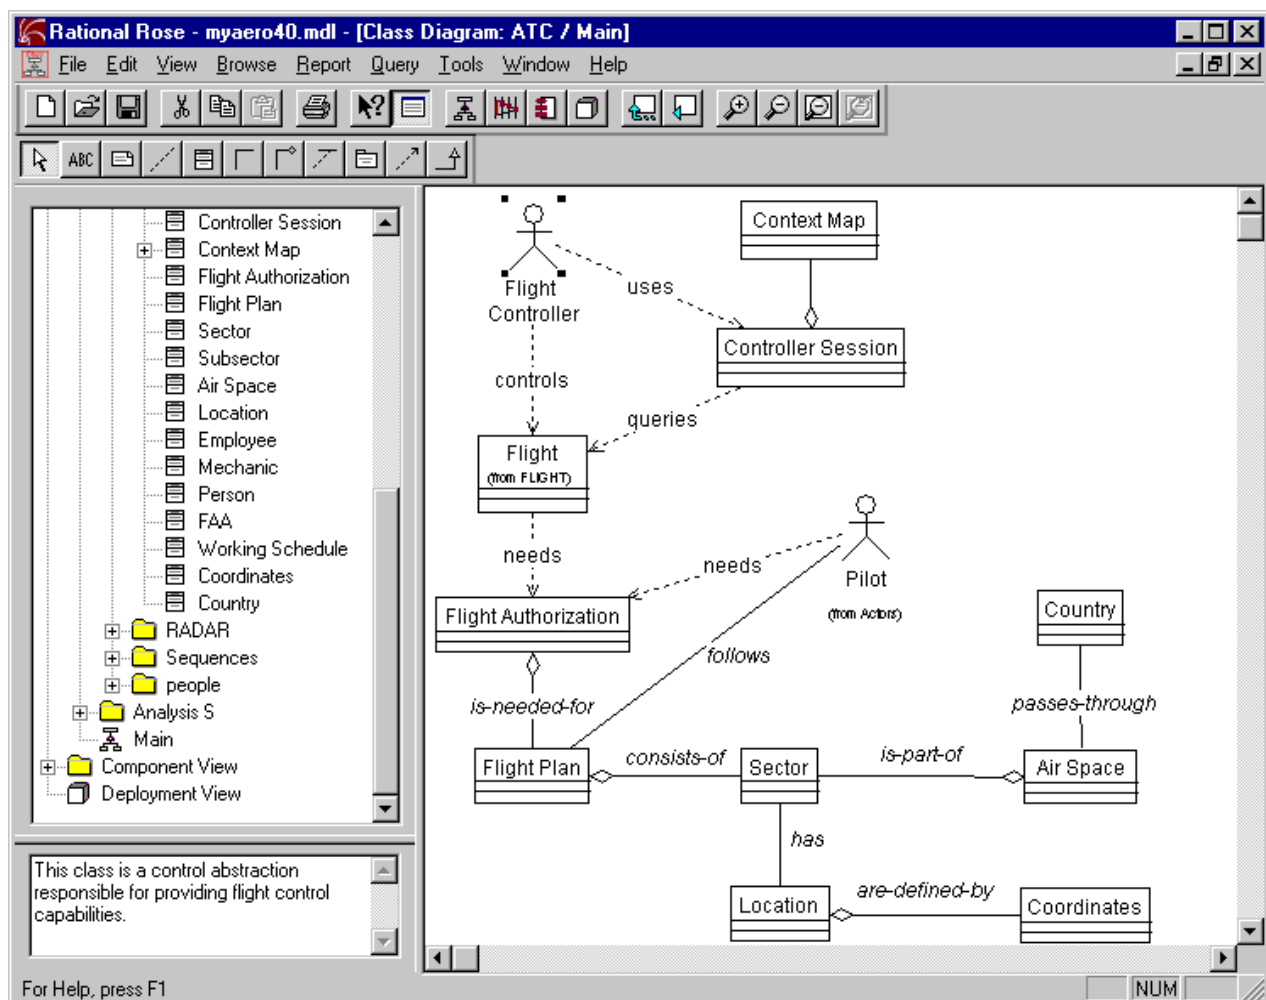 Rational Rose - myaero40.mdl - [Class Diagram: ATC / Main]
File Edit View Browse Report Query Tools Window Help
ABC
Controller Session
Context Map
Flight Authorization
Flight Plan
Sector
Subsector
Air Space
Location
Employee
Mechanic
Person
FAA
Working Schedule
Coordinates
Country
RADAR
Sequences
people
Analysis S
Main
Component View
Deployment View
This class is a control abstraction
responsible for providing flight control
capabilities.
Flight
Controller
Context Map
uses
Controller Session
controls
queries
Flight
(from FLIGHT)
needs
needs
Pilot
(from Actors)
Flight Authorization
Country
follows
is-needed-for
passes-through
Flight Plan
consists-of
Sector
is-part-of
Air Space
has
Location
are-defined-by
Coordinates
For Help, press F1
NUM